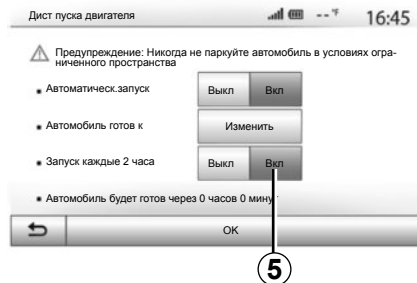 Дист пуска двигателя
--°F
16:45
Предупреждение: Никогда не паркуйте автомобиль в условиях огра-
ниченного пространства
Автоматическ.запуск
Выкл
Вкл
Автомобиль готов к
Изменить
Запуск каждые 2 часа
Выкл
Вкл
Автомобиль будет готов через 0 часов 0 минут
OK
5